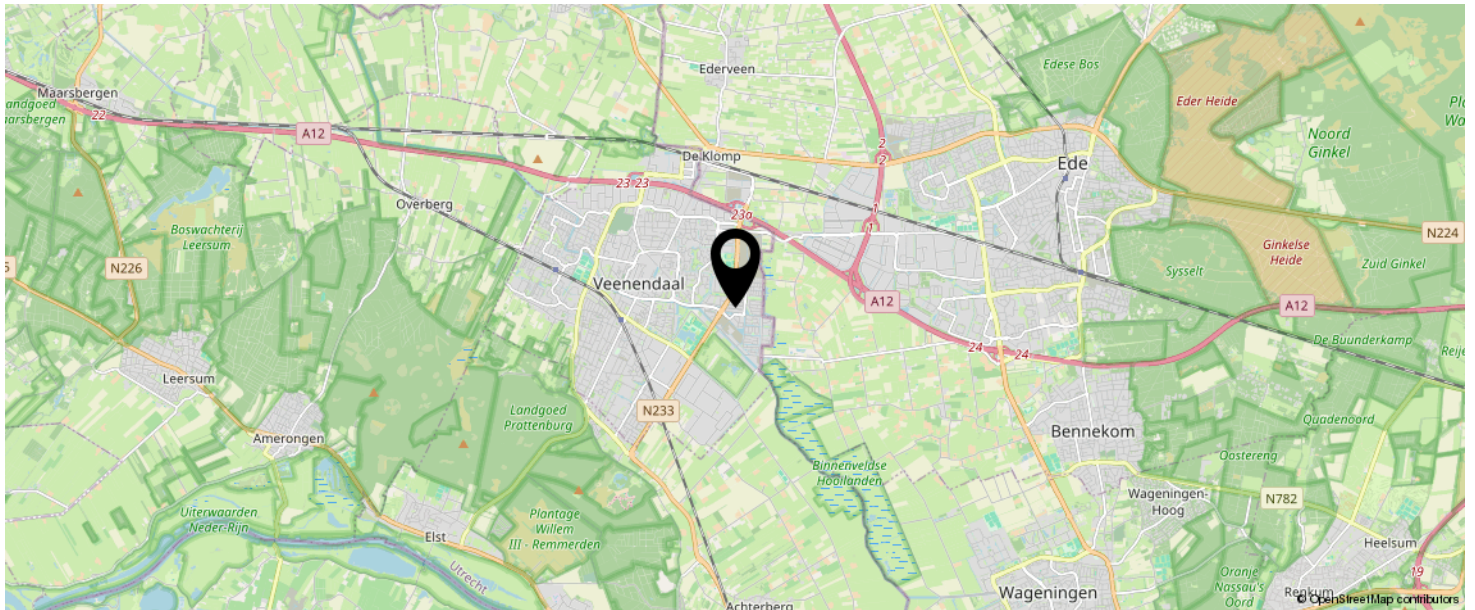 Ederveen
Edese Bos
Maarsbergen
Eder Heide
22
A12
2
2
Noord
Ginkel
De Klomp
Ede
23 23
Overberg
23a
1
1
Boswachterij
Leersum
N224
N226
Ginkelse
Heide
Sysselt
Zuid Ginkel
Veenendaal
A12
A12
De Buunderkamp
24
24
Leersum
Landgoed
Prattenburg
N233
Quadenoord
Amerongen
Bennekom
Oostereng
Binnenveldse
Hooilanden
Wageningen-
Hoog
N782
Uiterwaarden
Neder-Rijn
Plantage
Willem
III - Remmerden
Elst
Heelsum
Utrecht
19
Oranje
Nassau's
Oord
Wageningen
Renkum
Achterberg
© OpenStreetMap contributors